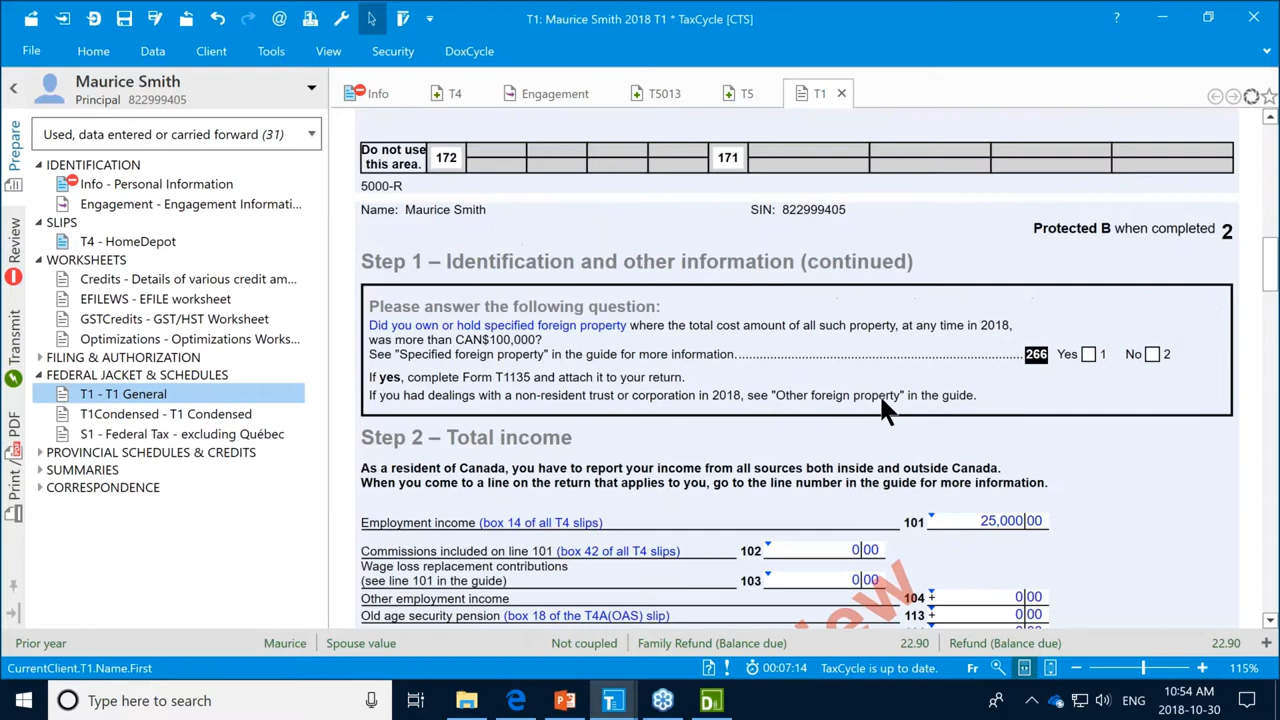 T1: Maurice Smith 2018 T1 * TaxCycle [CTS]
?
File Home Data Client Tools View Security DoxCycle
Maurice Smith
Principal 822999405
Used, data entered or carried forward (31)
IDENTIFICATION
Info - Personal Information
Engagement - Engagement Informati...
SLIPS
T4 - HomeDepot
WORKSHEETS
Credits - Details of various credit am...
EFILEWS - EFILE worksheet
GSTCredits - GST/HST Worksheet
Optimizations - Optimizations Works...
FILING & AUTHORIZATION
FEDERAL JACKET & SCHEDULES
T1 - T1 General
T1Condensed - T1 Condensed
S1 - Federal Tax - excluding Québec
PROVINCIAL SCHEDULES & CREDITS
SUMMARIES
CORRESPONDENCE
Prepare
Review
Transmit
Print / PDF
Info T4 Engagement T5013 T5 T1
Do not use 172 171
this area.
5000-R
Name: Maurice Smith SIN: 822999405
Protected B when completed 2
Step 1 – Identification and other information (continued)
Please answer the following question:
Did you own or hold specified foreign property where the total cost amount of all such property, at any time in 2018,
was more than CAN$100,000?
See "Specified foreign property" in the guide for more information. 266 Yes 1 No 2
If yes, complete Form T1135 and attach it to your return.
If you had dealings with a non-resident trust or corporation in 2018, see "Other foreign property" in the guide.
Step 2 – Total income
As a resident of Canada, you have to report your income from all sources both inside and outside Canada.
When you come to a line on the return that applies to you, go to the line number in the guide for more information.
Employment income (box 14 of all T4 slips) 101 25,000 00
Commissions included on line 101 (box 42 of all T4 slips) 102 0 00
Wage loss replacement contributions
(see line 101 in the guide) 103 0 00
Other employment income 104 + 0 00
Old age security pension (box 18 of the T4A(OAS) slip) 113 + 0 00
Prior year Maurice Spouse value Not coupled Family Refund (Balance due) 22.90 Refund (Balance due) 22.90
CurrentClient.T1.Name.First 00:07:14 TaxCycle is up to date. Fr 115%
Type here to search ENG 10:54 AM
2018-10-30